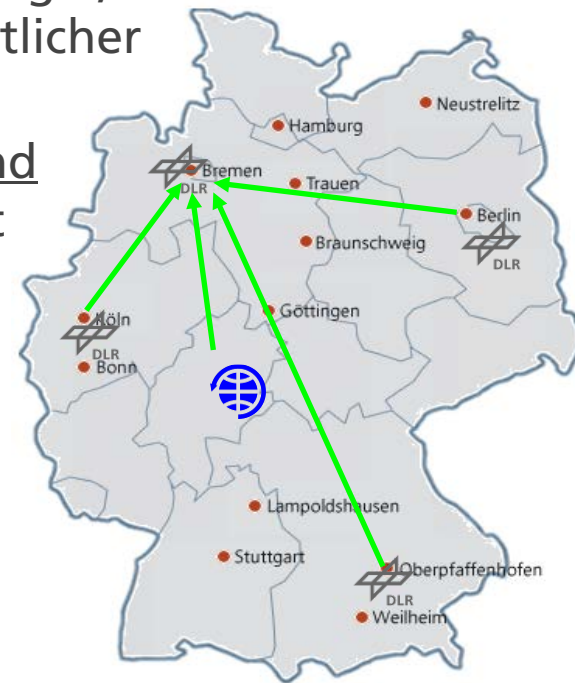 tlicher
nd
t
Neustrelitz
Hamburg
Bremen
DLR
Trauen
Berlin
DLR
Braunschweig
Göttingen
Köln
DLR
Bonn
Lampoldshausen
Stuttgart
Oberpfaffenhofen
DLR
Weilheim